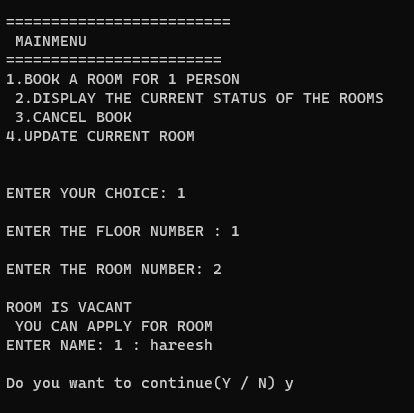 =========================
 MAINMENU
========================
1.BOOK A ROOM FOR 1 PERSON
 2.DISPLAY THE CURRENT STATUS OF THE ROOMS
 3.CANCEL BOOK
4.UPDATE CURRENT ROOM
ENTER YOUR CHOICE: 1
ENTER THE FLOOR NUMBER : 1
ENTER THE ROOM NUMBER: 2
ROOM IS VACANT
 YOU CAN APPLY FOR ROOM
ENTER NAME: 1 : hareesh
Do you want to continue(Y / N) y